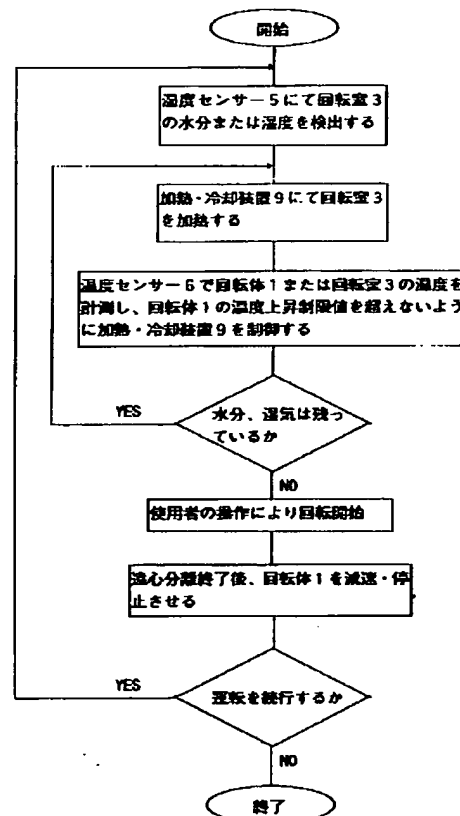 開始
湿度センサー5にて回転室3
の水分または湿度を検出する
加熱・冷却装置9にて回転室3
を加熱する
温度センサー6で回転体1または回転室3の温度を
計測し、回転体1の温度上昇制限値を超えないよう
に加熱・冷却装置9を制御する
水分、湿気は残っ
ているか
YES
NO
使用者の操作により回転開始
遠心分離終了後、回転体1を減速・停
止させる
運転を続行するか
YES
NO
終了